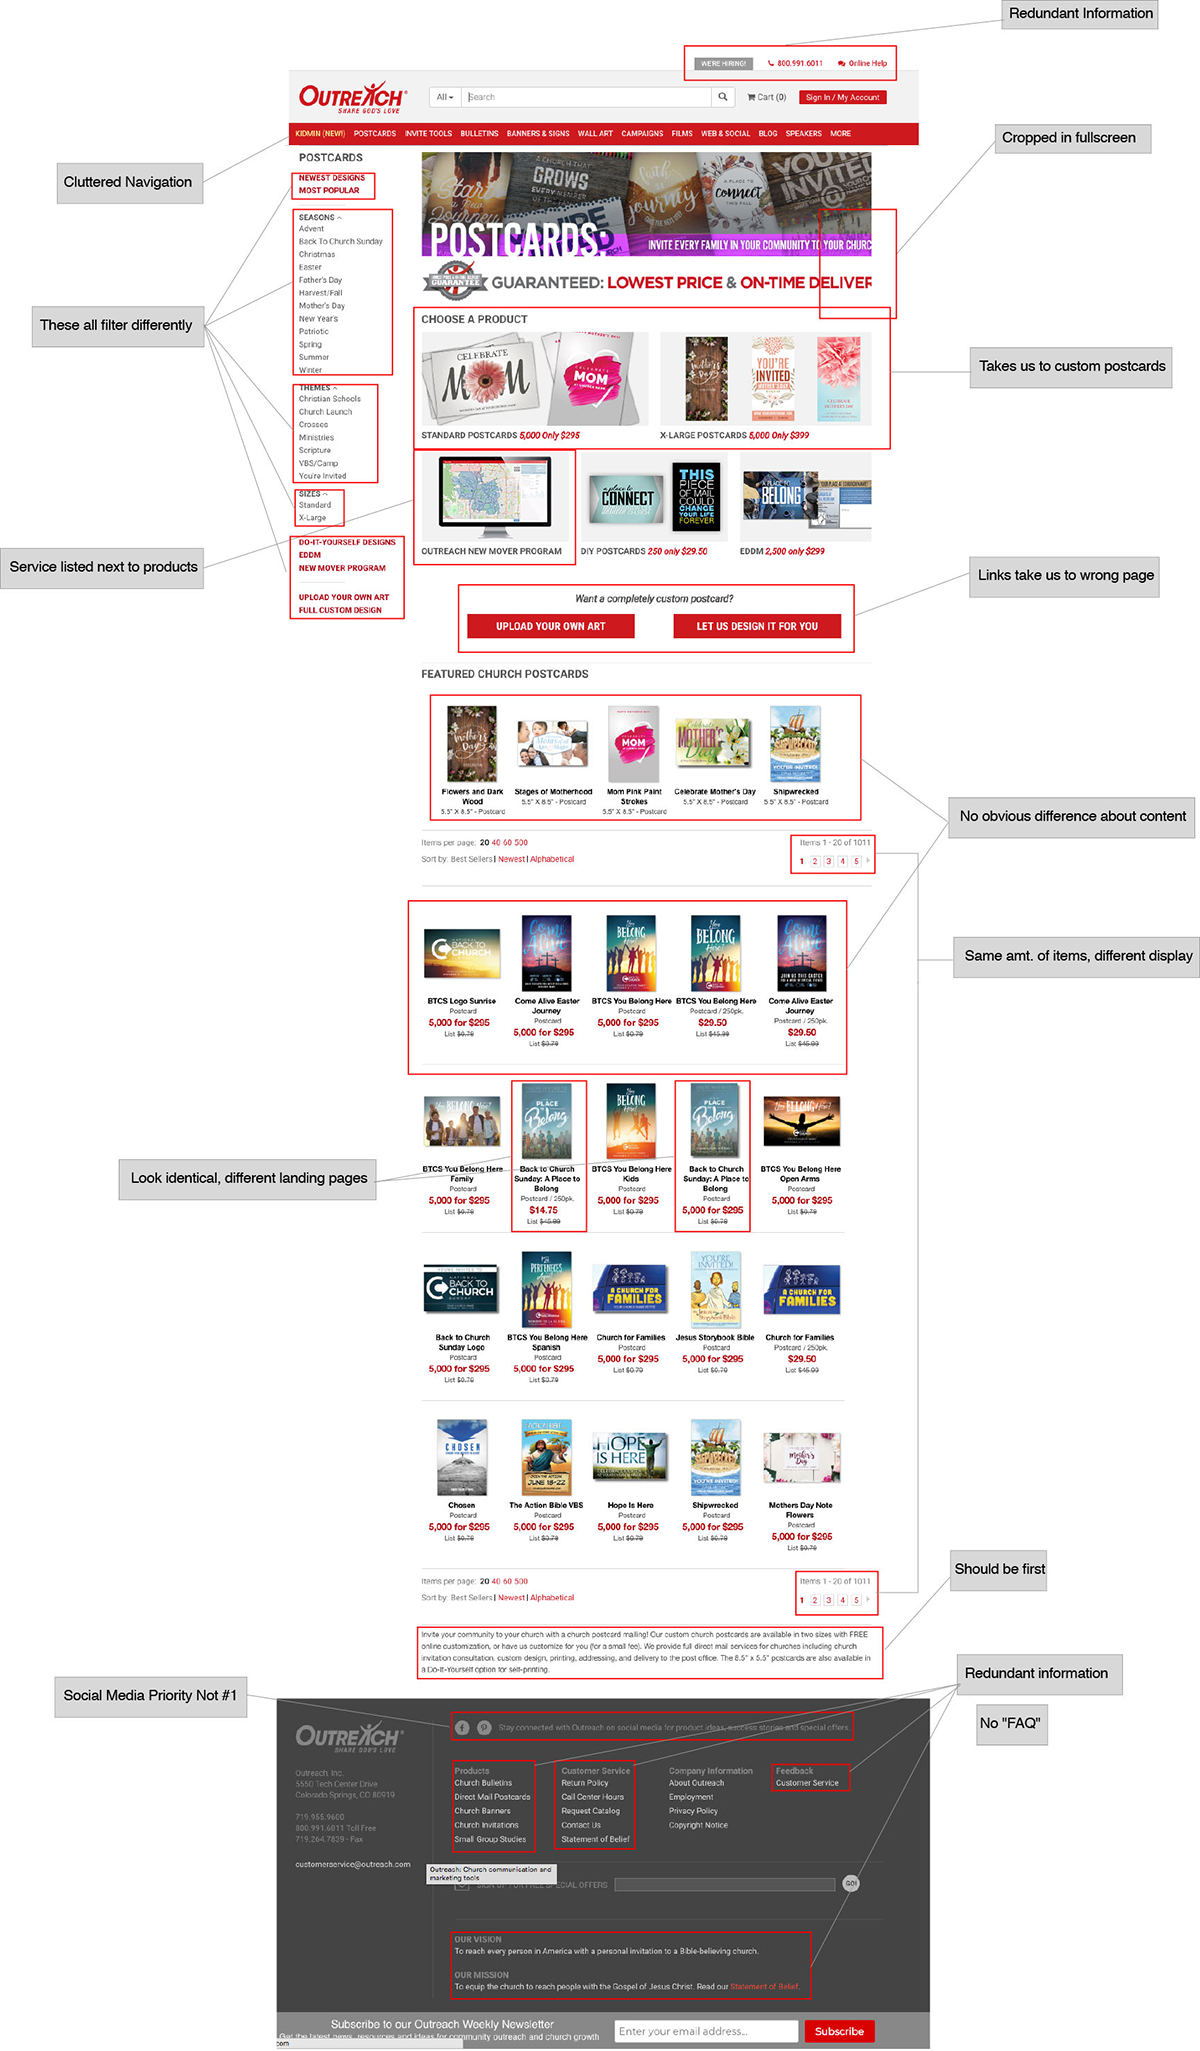 Redundant Information
WE'RE HIRING!
800.991.6011
Online Help
OUTREACH
SHARE GOD'S LOVE
All
Search
Cart (0)
Sign In / My Account
KIDMIN (NEW!) POSTCARDS INVITE TOOLS BULLETINS BANNERS & SIGNS WALL ART CAMPAIGNS FILMS WEB & SOCIAL BLOG SPEAKERS MORE
Cropped in fullscreen
Cluttered Navigation
These all filter differently
Service listed next to products
POSTCARDS
NEWEST DESIGNS
MOST POPULAR
SEASONS
Advent
Back To Church Sunday
Christmas
Easter
Father's Day
Harvest/Fall
Mother's Day
New Year's
Patriotic
Spring
Summer
Winter
THEMES
Christian Schools
Church Launch
Crosses
Ministries
Scripture
VBS/Camp
You're Invited
SIZES
Standard
X-Large
DO-IT-YOURSELF DESIGNS
EDDM
NEW MOVER PROGRAM
UPLOAD YOUR OWN ART
FULL CUSTOM DESIGN
POSTCARDS:
INVITE EVERY FAMILY IN YOUR COMMUNITY TO YOUR CHURC
GUARANTEED: LOWEST PRICE & ON-TIME DELIVER
CHOOSE A PRODUCT
CELEBRATE
MOM
MOM
YOU'RE
INVITED
STANDARD POSTCARDS 5,000 Only $295
X-LARGE POSTCARDS 5,000 Only $399
Takes us to custom postcards
a place to
CONNECT
THIS
PIECE
OF MAIL
COULD
CHANGE
YOUR LIFE
FOREVER
A PLACE TO
BELONG
OUTREACH NEW MOVER PROGRAM
DIY POSTCARDS 250 only $29.50
EDDM 2,500 only $299
Links take us to wrong page
Want a completely custom postcard?
UPLOAD YOUR OWN ART
LET US DESIGN IT FOR YOU
FEATURED CHURCH POSTCARDS
Flowers and Dark
Wood
5.5" X 8.5" - Postcard
Stages of Motherhood
5.5" X 8.5" - Postcard
Mom Pink Paint
Strokes
5.5" X 8.5" - Postcard
Celebrate Mother's Day
5.5" X 8.5" - Postcard
Shipwrecked
5.5" X 8.5" - Postcard
No obvious difference about content
Items per page: 20 40 60 500
Sort by: Best Sellers | Newest | Alphabetical
Items 1 - 20 of 1011
1 2 3 4 5
Same amt. of items, different display
BTCS Logo Sunrise
Postcard
5,000 for $295
List $0.79
Come Alive Easter
Journey
Postcard
5,000 for $295
List $0.79
BTCS You Belong Here
Postcard
5,000 for $295
List $0.79
BTCS You Belong Here
Postcard / 250pk.
$29.50
List $45.99
Come Alive Easter
Journey
Postcard / 250pk.
$29.50
List $45.99
Look identical, different landing pages
BTCS You Belong Here
Family
Postcard
5,000 for $295
List $0.79
Back to Church
Sunday: A Place to
Belong
Postcard / 250pk.
$14.75
List $45.99
BTCS You Belong Here
Kids
Postcard
5,000 for $295
List $0.79
Back to Church
Sunday: A Place to
Belong
Postcard
5,000 for $295
List $0.79
BTCS You Belong Here
Open Arms
Postcard
5,000 for $295
List $0.79
Back to Church
Sunday Logo
Postcard
5,000 for $295
List $0.79
BTCS You Belong Here
Spanish
Postcard
5,000 for $295
List $0.79
Church for Families
Postcard
5,000 for $295
List $0.79
Jesus Storybook Bible
Postcard
5,000 for $295
List $0.79
Church for Families
Postcard / 250pk.
$29.50
List $45.99
Chosen
Postcard
5,000 for $295
List $0.79
The Action Bible VBS
Postcard
5,000 for $295
List $0.79
Hope Is Here
Postcard
5,000 for $295
List $0.79
Shipwrecked
Postcard
5,000 for $295
List $0.79
Mothers Day Note
Flowers
Postcard
5,000 for $295
List $0.79
Items per page: 20 40 60 500
Sort by: Best Sellers | Newest | Alphabetical
Items 1 - 20 of 1011
1 2 3 4 5
Should be first
Invite your community to your church with a church postcard mailing! Our custom church postcards are available in two sizes with FREE
online customization, or have us customize for you (for a small fee). We provide full direct mail services for churches including church
invitation consultation, custom design, printing, addressing, and delivery to the post office. The 8.5" x 5.5" postcards are also available in
a Do-It-Yourself option for self-printing.
Redundant information
No "FAQ"
Social Media Priority Not #1
OUTREACH
SHARE GOD'S LOVE
Outreach, Inc.
5550 Tech Center Drive
Colorado Springs, CO 80919
719.955.9600
800.991.6011 Toll Free
719.264.7839 - Fax
customerservice@outreach.com
Stay connected with Outreach on social media for product ideas, success stories and special offers.
Products
Church Bulletins
Direct Mail Postcards
Church Banners
Church Invitations
Small Group Studies
Customer Service
Return Policy
Call Center Hours
Request Catalog
Contact Us
Statement of Belief
Company Information
About Outreach
Employment
Privacy Policy
Copyright Notice
Feedback
Customer Service
Outreach: Church communication and
marketing tools
SIGN UP FOR FREE SPECIAL OFFERS
GO!
OUR VISION
To reach every person in America with a personal invitation to a Bible-believing church.
OUR MISSION
To equip the church to reach people with the Gospel of Jesus Christ. Read our Statement of Belief.
Subscribe to our Outreach Weekly Newsletter
Get the latest news, resources and ideas for community outreach and church growth
Enter your email address...
Subscribe
com